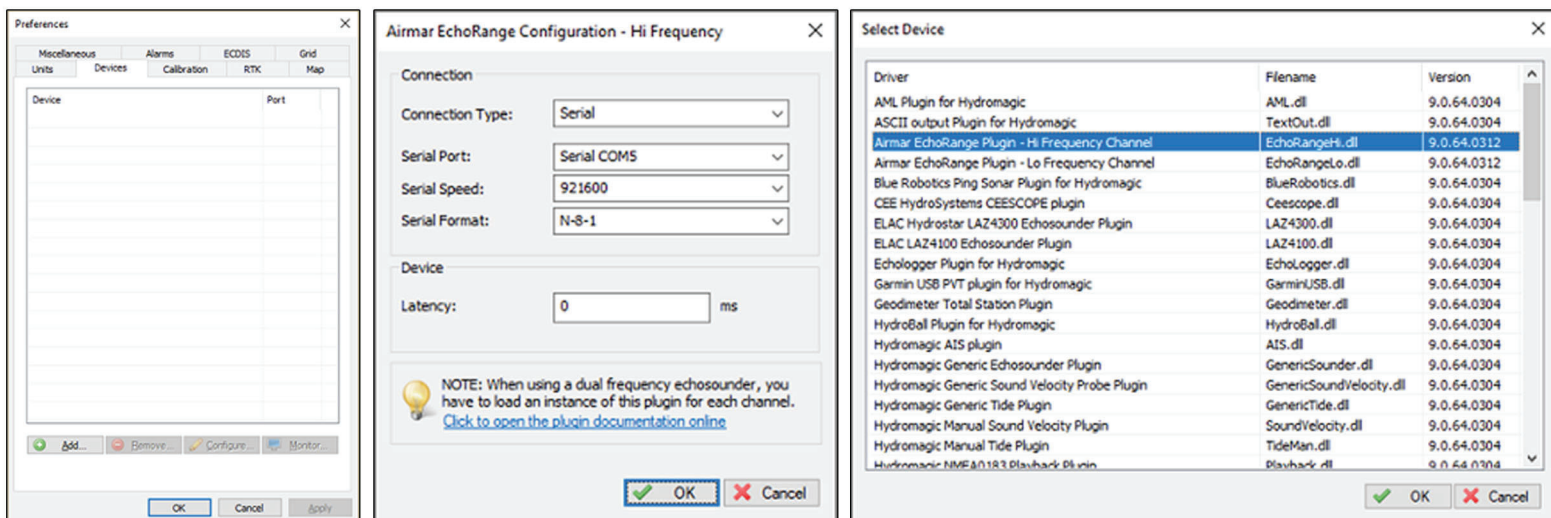 Preferences
Miscellaneous Alarms ECDIS Grid
Units Devices Calibration RTK Map
Device Port
Add... Remove... Configure... Monitor...
OK Cancel Apply
Airmar EchoRange Configuration - Hi Frequency
Connection
Connection Type: Serial
Serial Port: Serial COM5
Serial Speed: 921600
Serial Format: N-8-1
Device
Latency: 0 ms
NOTE: When using a dual frequency echosounder, you
have to load an instance of this plugin for each channel.
Click to open the plugin documentation online
OK Cancel
Select Device
Driver Filename Version
AML Plugin for Hydromagic AML.dll 9.0.64.0304
ASCII output Plugin for Hydromagic TextOut.dll 9.0.64.0304
Airmar EchoRange Plugin - Hi Frequency Channel EchoRangeHi.dll 9.0.64.0312
Airmar EchoRange Plugin - Lo Frequency Channel EchoRangeLo.dll 9.0.64.0312
Blue Robotics Ping Sonar Plugin for Hydromagic BlueRobotics.dll 9.0.64.0304
CEE HydroSystems CEESCOPE plugin Ceescope.dll 9.0.64.0304
ELAC Hydrostar LAZ4300 Echosounder Plugin LAZ4300.dll 9.0.64.0304
ELAC LAZ4100 Echosounder Plugin LAZ4100.dll 9.0.64.0304
Echologger Plugin for Hydromagic EchoLogger.dll 9.0.64.0304
Garmin USB PVT plugin for Hydromagic GarminUSB.dll 9.0.64.0304
Geodimeter Total Station Plugin Geodimeter.dll 9.0.64.0304
HydroBall Plugin for Hydromagic HydroBall.dll 9.0.64.0304
Hydromagic AIS plugin AIS.dll 9.0.64.0304
Hydromagic Generic Echosounder Plugin GenericSounder.dll 9.0.64.0304
Hydromagic Generic Sound Velocity Probe Plugin GenericSoundVelocity.dll 9.0.64.0304
Hydromagic Generic Tide Plugin GenericTide.dll 9.0.64.0304
Hydromagic Manual Sound Velocity Plugin SoundVelocity.dll 9.0.64.0304
Hydromagic Manual Tide Plugin TideMan.dll 9.0.64.0304
Hydromagic NMEA0183 Playback Plugin Playback.dll 9.0.64.0304
OK Cancel